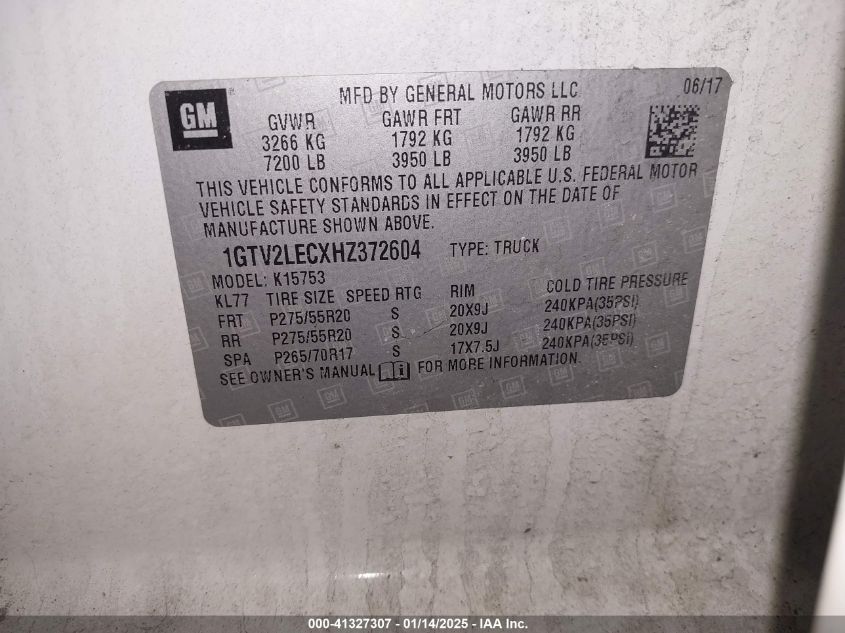 GM
MFD BY GENERAL MOTORS LLC 06/17
GVWR GAWR FRT GAWR RR
3266 KG 1792 KG 1792 KG
7200 LB 3950 LB 3950 LB
THIS VEHICLE CONFORMS TO ALL APPLICABLE U.S. FEDERAL MOTOR
VEHICLE SAFETY STANDARDS IN EFFECT ON THE DATE OF
MANUFACTURE SHOWN ABOVE.
1GTV2LECXHZ372604 TYPE: TRUCK
MODEL: K15753
KL77 TIRE SIZE SPEED RTG RIM COLD TIRE PRESSURE
FRT P275/55R20 S 20X9J 240KPA(35PSI)
RR P275/55R20 S 20X9J 240KPA(35PSI)
SPA P265/70R17 S 17X7.5J 240KPA(35PSI)
SEE OWNER'S MANUAL FOR MORE INFORMATION.
000-41327307 - 01/14/2025 - IAA Inc.